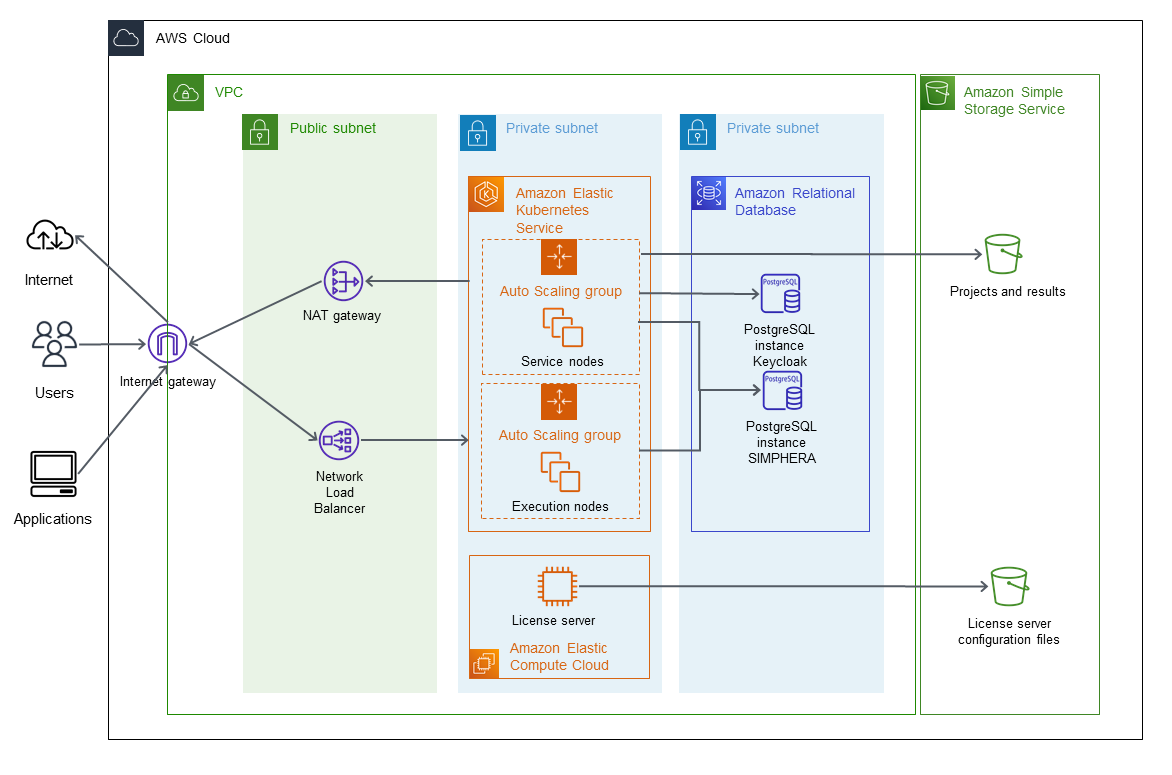 AWS Cloud
VPC
Amazon Simple
Storage Service
Public subnet
Private subnet
Private subnet
Amazon Elastic
Kubernetes
Service
Amazon Relational
Database
Internet
Users
Applications
Internet gateway
NAT gateway
Network
Load
Balancer
Auto Scaling group
Service nodes
Auto Scaling group
Execution nodes
PostgreSQL
PostgreSQL
instance
Keycloak
PostgreSQL
PostgreSQL
instance
SIMPHERA
Projects and results
License server
Amazon Elastic
Compute Cloud
License server
configuration files